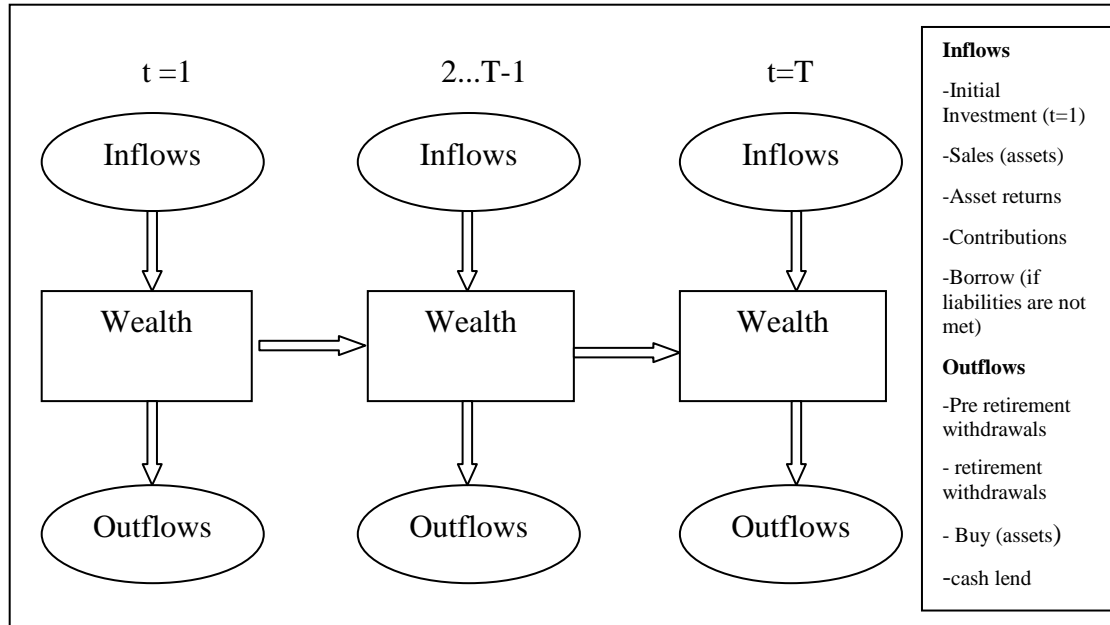 t =1 2...T-1 t=T
Inflows Inflows Inflows
Wealth Wealth Wealth
Outflows Outflows Outflows
Inflows
-Initial
Investment (t=1)
-Sales (assets)
-Asset returns
-Contributions
-Borrow (if
liabilities are not
met)
Outflows
-Pre retirement
withdrawals
- retirement
withdrawals
- Buy (assets)
-cash lend